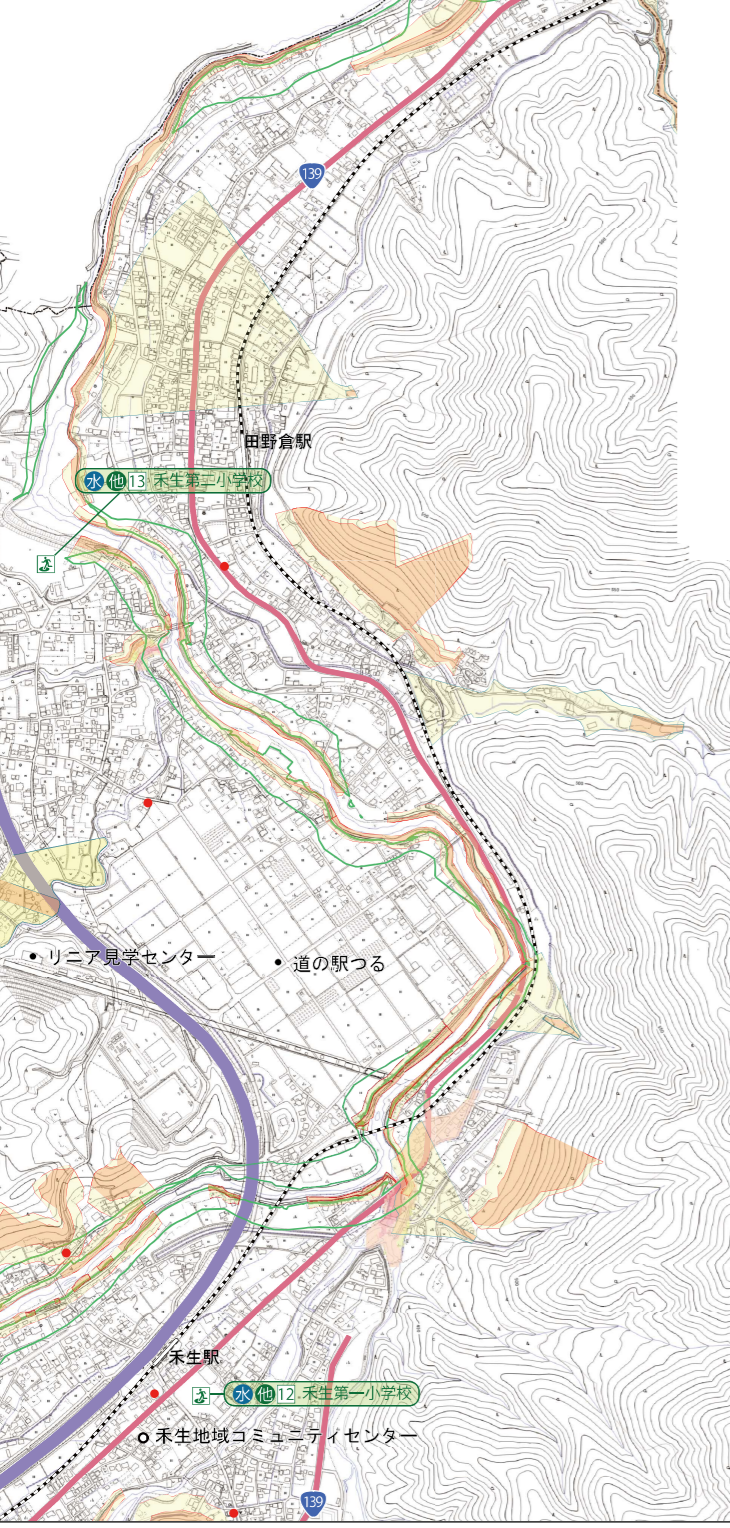 139
田野倉駅
水 他 13 禾生第二小学校
リニア見学センター
道の駅つる
禾生駅
水 他 12 禾生第一小学校
禾生地域コミュニティセンター
139